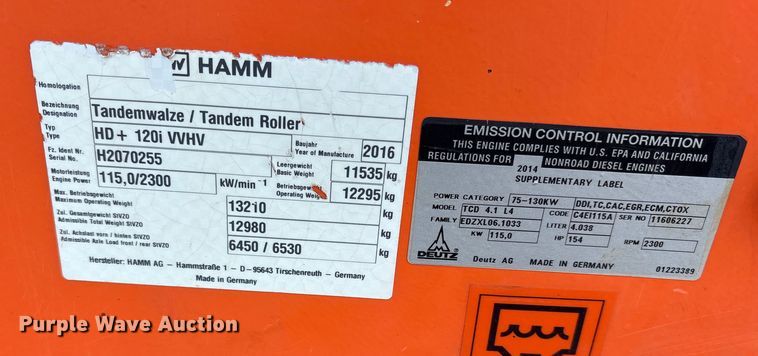 HAMM
Homologation
Bezeichnung
Designation
Tandemwalze / Tandem Roller
Typ
Type
HD+ 120i VVHV
Baujahr
Year of Manufacture
2016
Fz. Ident Nr
Serial No.
H2070255
Leergewicht
Basic Weight
11535 kg
Motorleistung
Engine Power
115,0/2300
kW/min⁻¹
Betriebsgewicht
Operating Weight
12295 kg
Max. Betriebsgewicht
Maximum Operating Weight
13210
kg
Zul. Gesamtgewicht StVZO
Admissible Total Weight StVZO
12980
kg
Zul. Achslast vorn / hinten StVZO
Admissible Axle Load front / rear StVZO
6450 / 6530
kg
Hersteller: HAMM AG – Hammstraße 1 – D-95643 Tirschenreuth – Germany
Made in Germany
EMISSION CONTROL INFORMATION
THIS ENGINE COMPLIES WITH U.S. EPA AND CALIFORNIA
REGULATIONS FOR 2014 NONROAD DIESEL ENGINES
SUPPLEMENTARY LABEL
POWER CATEGORY 75-130KW DDI,TC,CAC,EGR,ECM,CTOX
MODEL TCD 4.1 L4 CODE C4EI115A SER NO 11606227
FAMILY EDZXL06.1033 LITER 4.038
KW 115,0 HP 154 RPM 2300
DEUTZ
Deutz AG MADE IN GERMANY 01223389
Purple Wave Auction